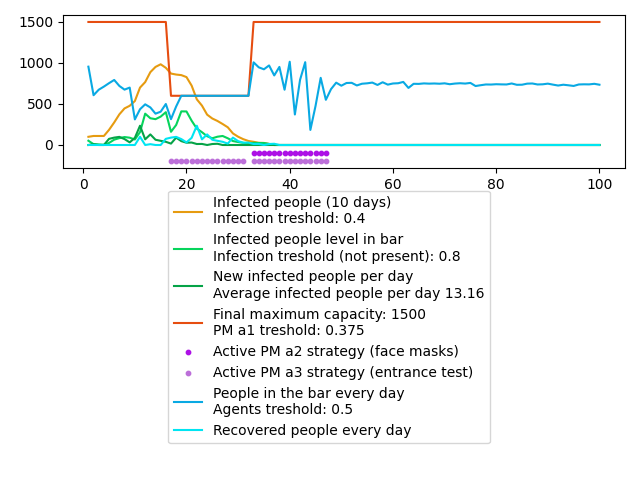 1500
1000
500
0
0 20 40 60 80 100
Infected people (10 days)
Infection treshold: 0.4
Infected people level in bar
Infection treshold (not present): 0.8
New infected people per day
Average infected people per day 13.16
Final maximum capacity: 1500
PM a1 treshold: 0.375
Active PM a2 strategy (face masks)
Active PM a3 strategy (entrance test)
People in the bar every day
Agents treshold: 0.5
Recovered people every day